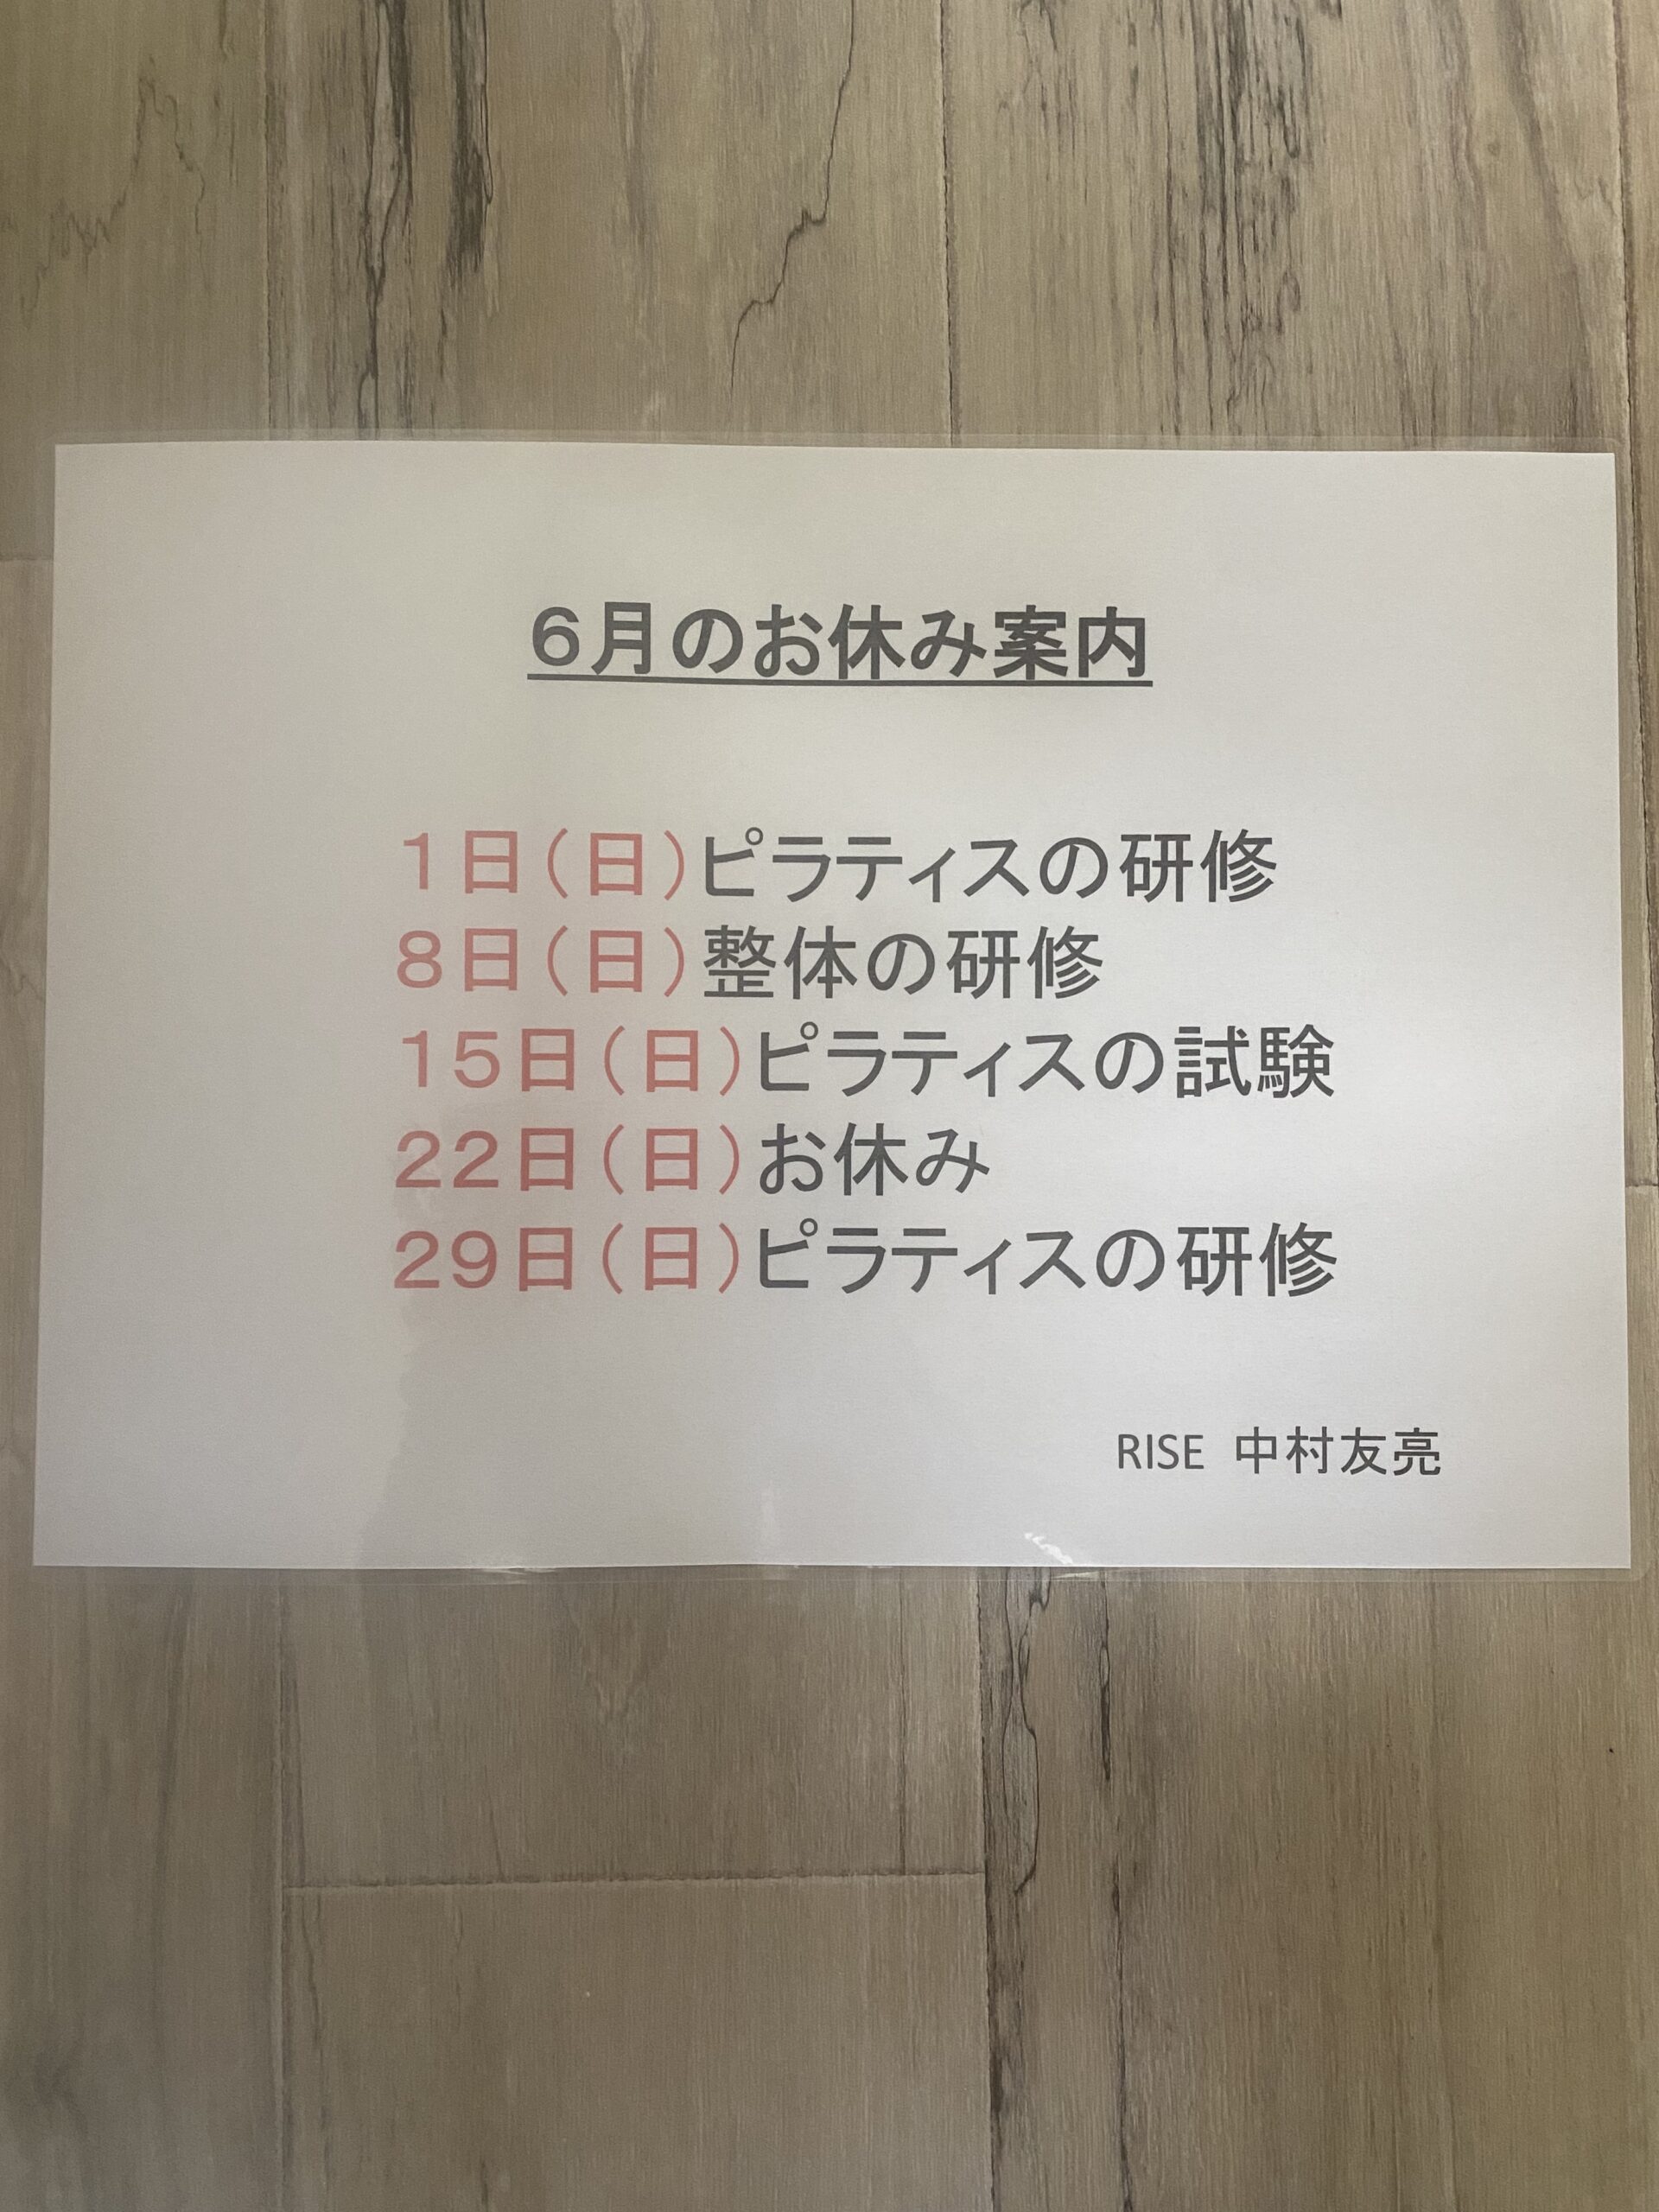 ６月のお休み案内
１日（日）ピラティスの研修
８日（日）整体の研修
１５日（日）ピラティスの試験
２２日（日）お休み
２９日（日）ピラティスの研修
RISE 中村友亮